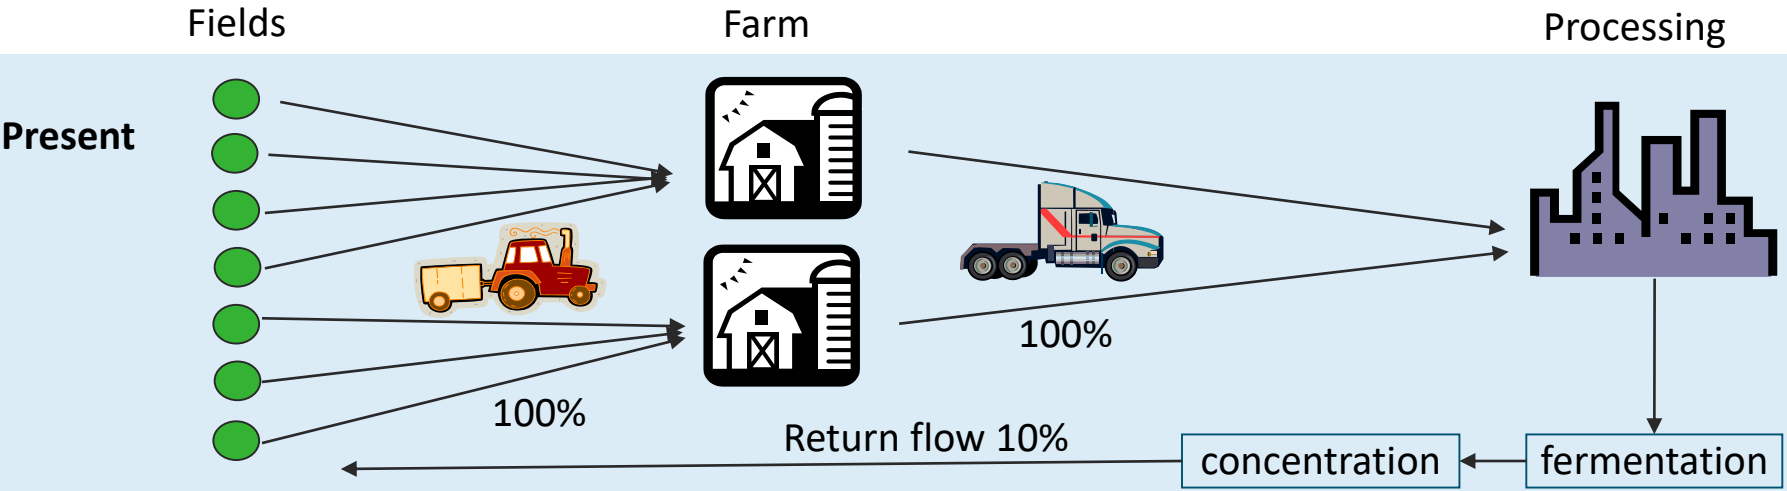 Fields
Farm
Processing
Present
100%
100%
Return flow 10%
concentration
fermentation